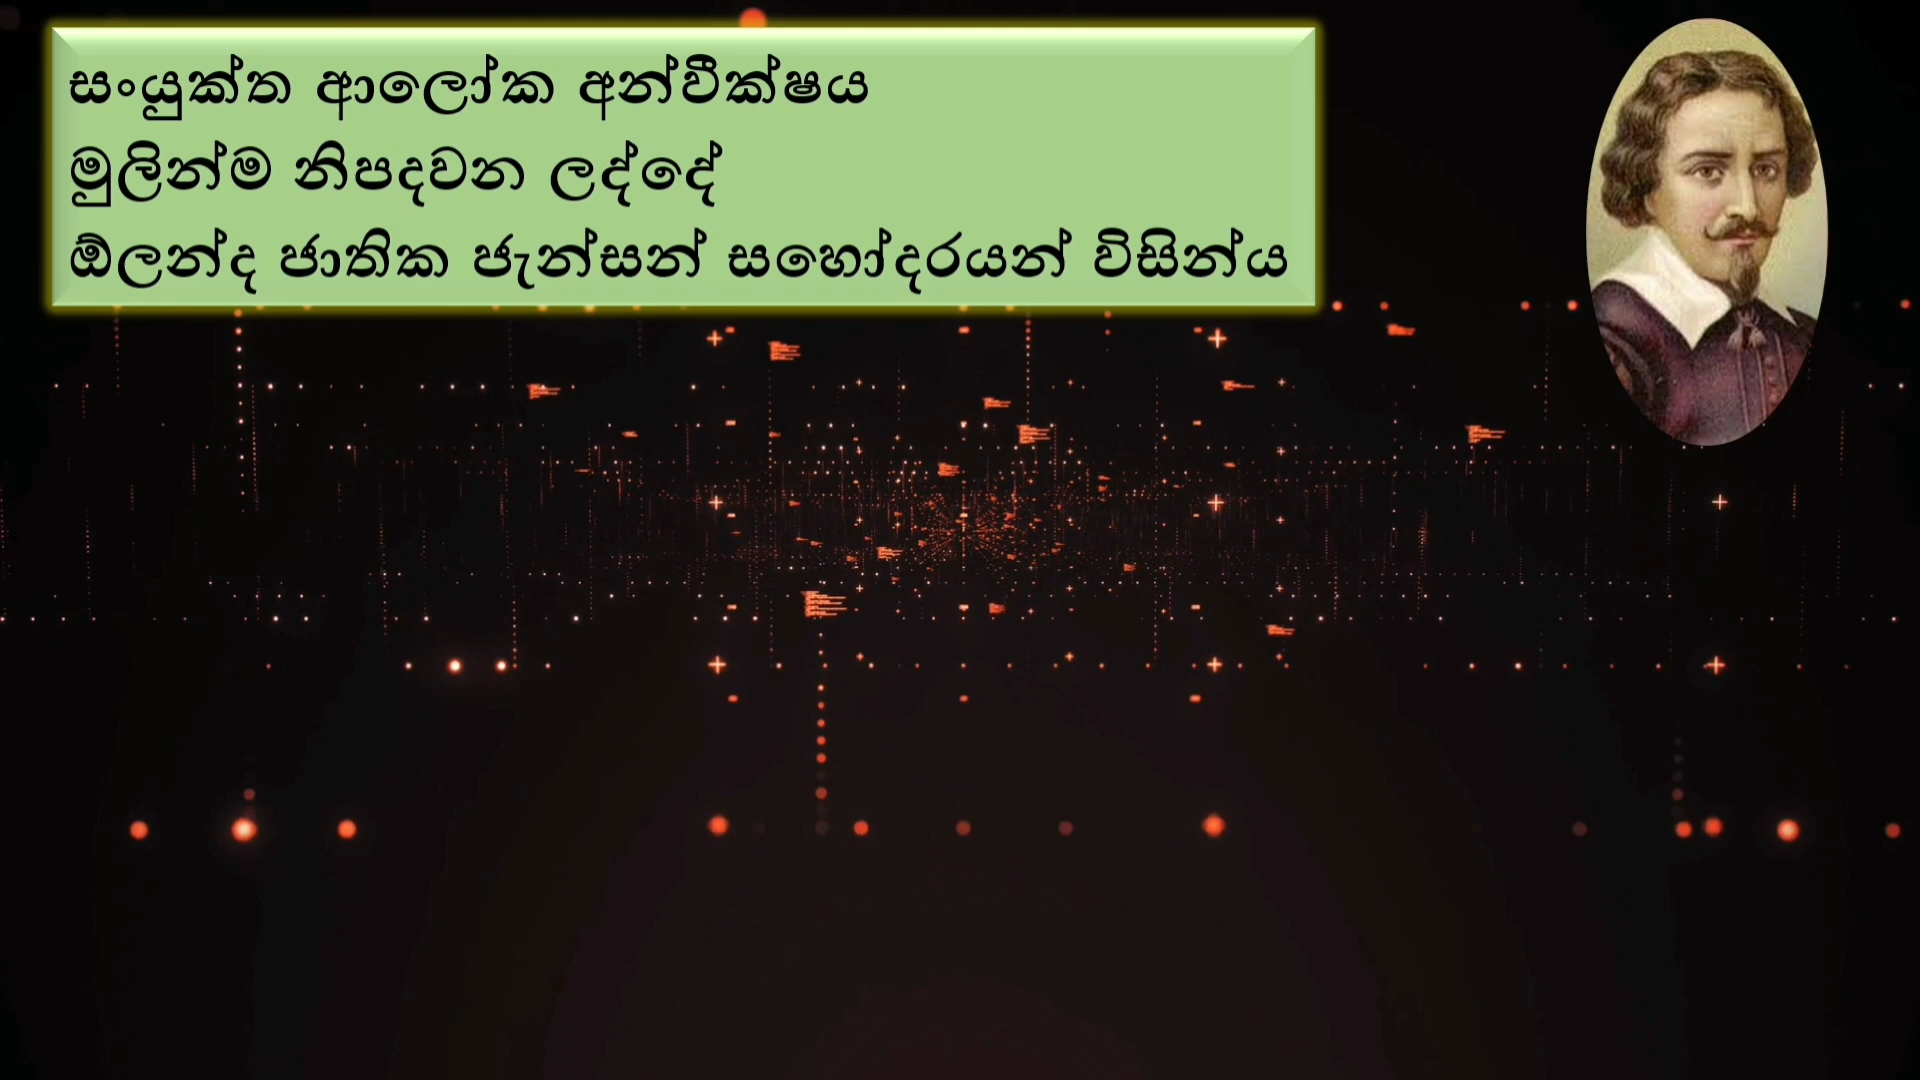 සංයුක්ත ආලෝක අන්වීක්ෂය
මුලින්ම නිපදවන ලද්දේ
ඕලන්ද ජාතික ජැන්සන් සහෝදරයන් විසින්ය